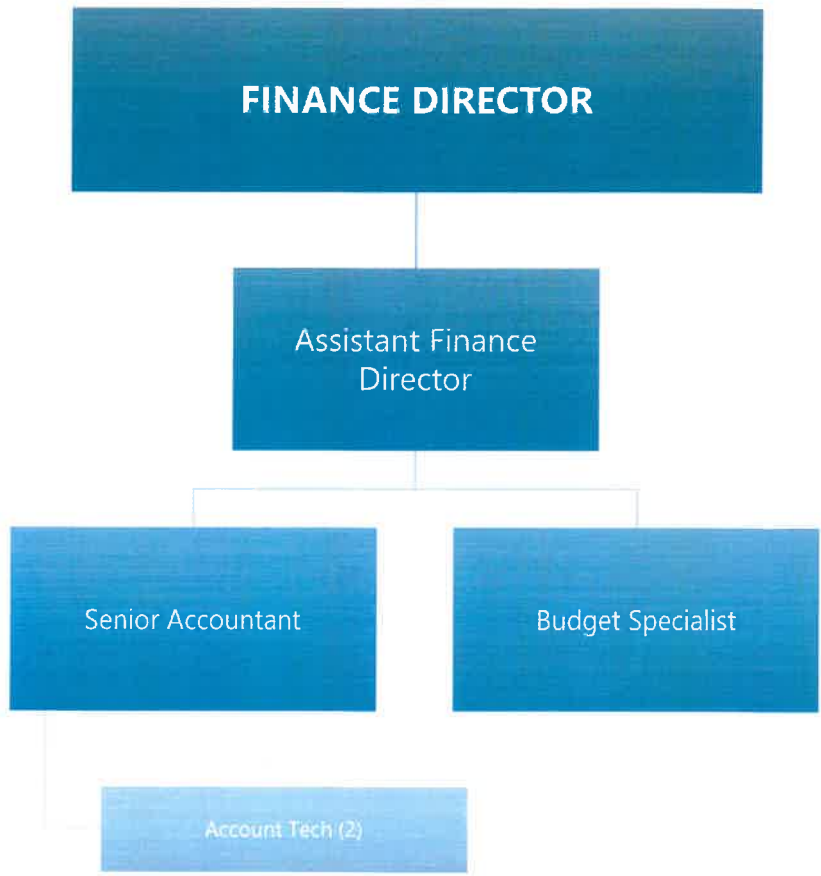 FINANCE DIRECTOR
Assistant Finance
Director
Senior Accountant
Budget Specialist
Account Tech (2)